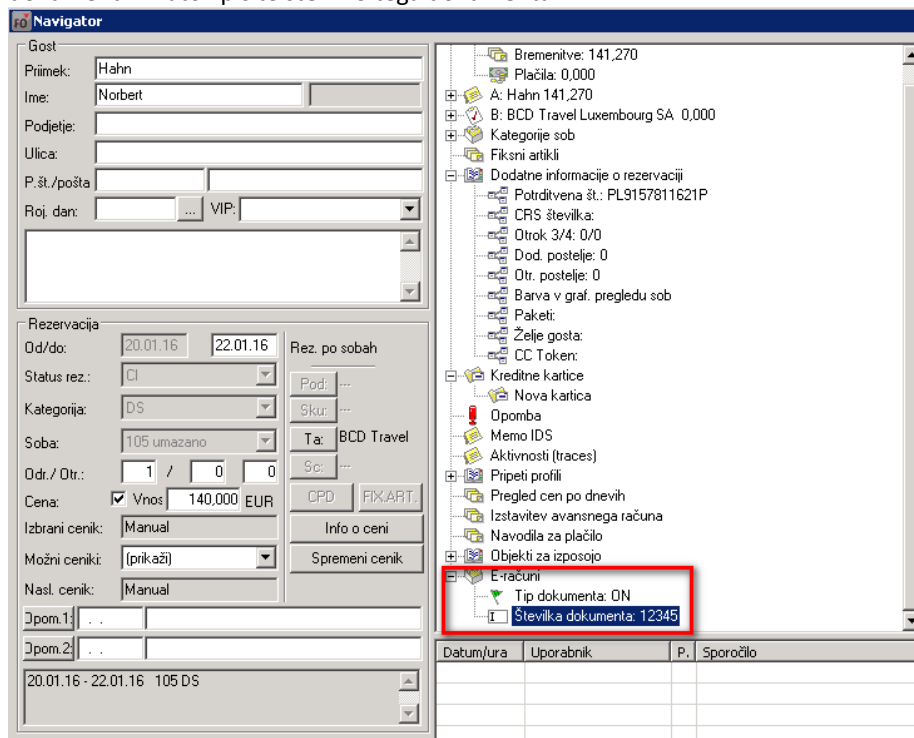 Navigator
Gost
Priimek: Hahn
Ime: Norbert
Podjetje:
Ulica:
P.št./pošta
Roj. dan: ... VIP:
Rezervacija
Od/do: 20.01.16 22.01.16 Rez. po sobah
Status rez.: CI
Pod: ---
Kategorija: DS
Sku: ---
Soba: 105 umazano
Ta: BCD Travel
Odr./ Otr.: 1 / 0 0
Sc: ---
Cena: Vnos 140,000 EUR
CPD FIX.ART.
Izbrani cenik: Manual
Info o ceni
Možni ceniki: (prikaži)
Spremeni cenik
Nasl. cenik: Manual
Opom.1: . .
Opom.2: . .
20.01.16 - 22.01.16 105 DS
Bremenitve: 141,270
Plačila: 0,000
A: Hahn 141,270
B: BCD Travel Luxembourg SA 0,000
Kategorije sob
Fiksni artikli
Dodatne informacije o rezervaciji
Potrditvena št.: PL9157811621P
CRS številka:
Otrok 3/4: 0/0
Dod. postelje: 0
Otr. postelje: 0
Barva v graf. pregledu sob
Paketi:
Želje gosta:
CC Token:
Kreditne kartice
Nova kartica
Opomba
Memo IDS
Aktivnosti (traces)
Pripeti profili
Pregled cen po dnevih
Izstavitev avansnega računa
Navodila za plačilo
Objekti za izposojo
E-računi
Tip dokumenta: ON
Številka dokumenta: 12345
Datum/ura Uporabnik P. Sporočilo